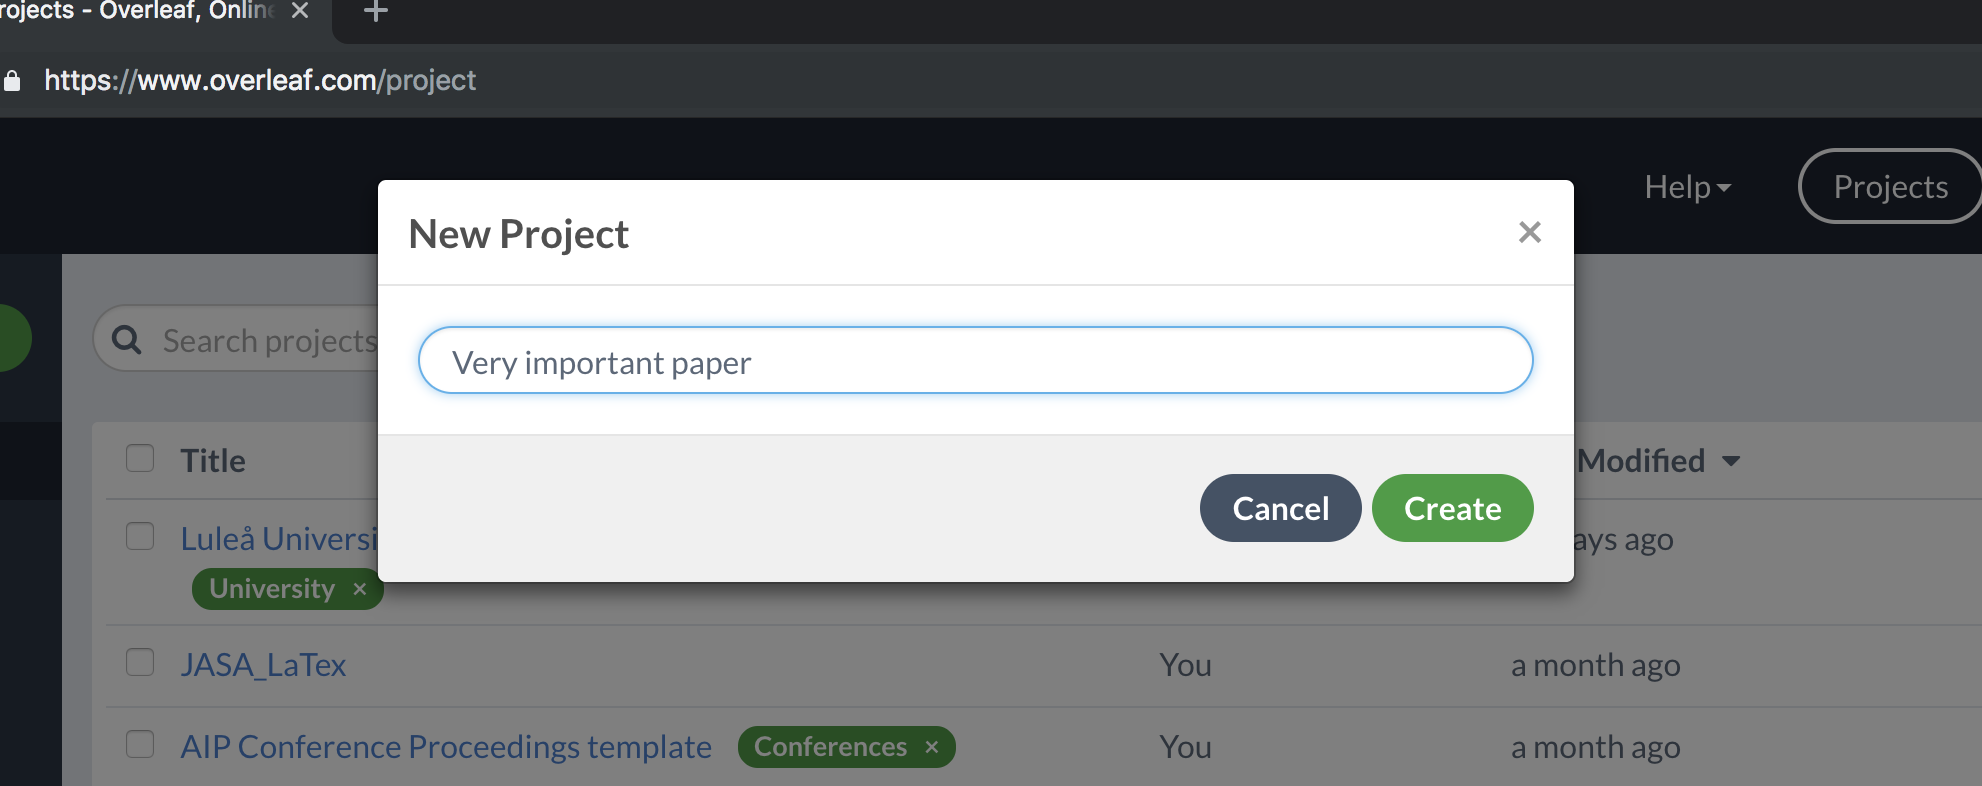 rojects - Overleaf, Online
https://www.overleaf.com/project
Help
Projects
New Project
Search projects
Very important paper
Cancel
Create
Title
Modified
Luleå Universi
ays ago
University ×
JASA_LaTex
You
a month ago
AIP Conference Proceedings template
Conferences ×
You
a month ago